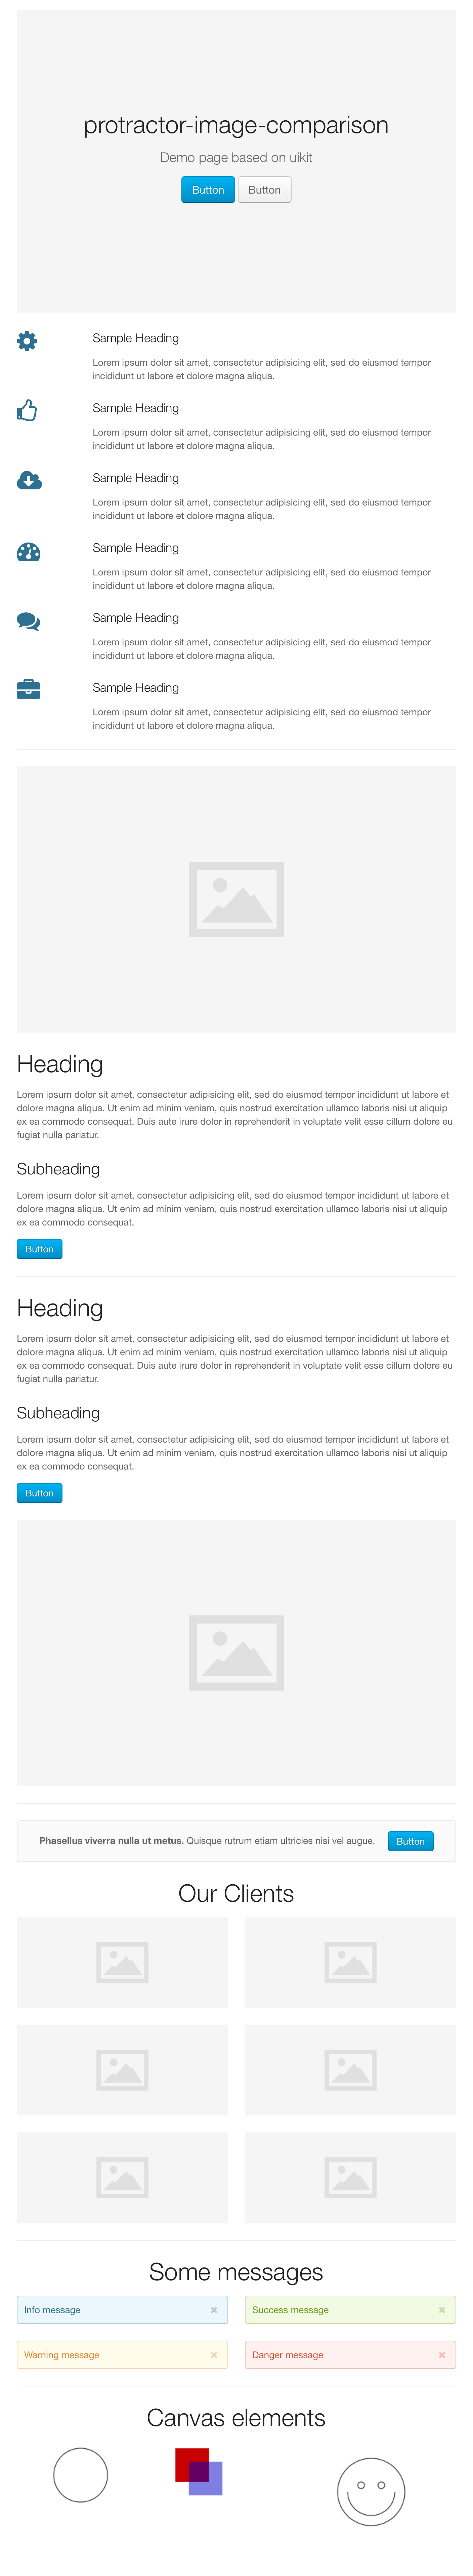 protractor-image-comparison
Demo page based on uikit
Button Button
Sample Heading
Lorem ipsum dolor sit amet, consectetur adipisicing elit, sed do eiusmod tempor
incididunt ut labore et dolore magna aliqua.
Sample Heading
Lorem ipsum dolor sit amet, consectetur adipisicing elit, sed do eiusmod tempor
incididunt ut labore et dolore magna aliqua.
Sample Heading
Lorem ipsum dolor sit amet, consectetur adipisicing elit, sed do eiusmod tempor
incididunt ut labore et dolore magna aliqua.
Sample Heading
Lorem ipsum dolor sit amet, consectetur adipisicing elit, sed do eiusmod tempor
incididunt ut labore et dolore magna aliqua.
Sample Heading
Lorem ipsum dolor sit amet, consectetur adipisicing elit, sed do eiusmod tempor
incididunt ut labore et dolore magna aliqua.
Sample Heading
Lorem ipsum dolor sit amet, consectetur adipisicing elit, sed do eiusmod tempor
incididunt ut labore et dolore magna aliqua.
Heading
Lorem ipsum dolor sit amet, consectetur adipisicing elit, sed do eiusmod tempor incididunt ut labore et
dolore magna aliqua. Ut enim ad minim veniam, quis nostrud exercitation ullamco laboris nisi ut aliquip
ex ea commodo consequat. Duis aute irure dolor in reprehenderit in voluptate velit esse cillum dolore eu
fugiat nulla pariatur.
Subheading
Lorem ipsum dolor sit amet, consectetur adipisicing elit, sed do eiusmod tempor incididunt ut labore et
dolore magna aliqua. Ut enim ad minim veniam, quis nostrud exercitation ullamco laboris nisi ut aliquip
ex ea commodo consequat.
Button
Heading
Lorem ipsum dolor sit amet, consectetur adipisicing elit, sed do eiusmod tempor incididunt ut labore et
dolore magna aliqua. Ut enim ad minim veniam, quis nostrud exercitation ullamco laboris nisi ut aliquip
ex ea commodo consequat. Duis aute irure dolor in reprehenderit in voluptate velit esse cillum dolore eu
fugiat nulla pariatur.
Subheading
Lorem ipsum dolor sit amet, consectetur adipisicing elit, sed do eiusmod tempor incididunt ut labore et
dolore magna aliqua. Ut enim ad minim veniam, quis nostrud exercitation ullamco laboris nisi ut aliquip
ex ea commodo consequat.
Button
Phasellus viverra nulla ut metus. Quisque rutrum etiam ultricies nisi vel augue. Button
Our Clients
Some messages
Info message
Success message
Warning message
Danger message
Canvas elements